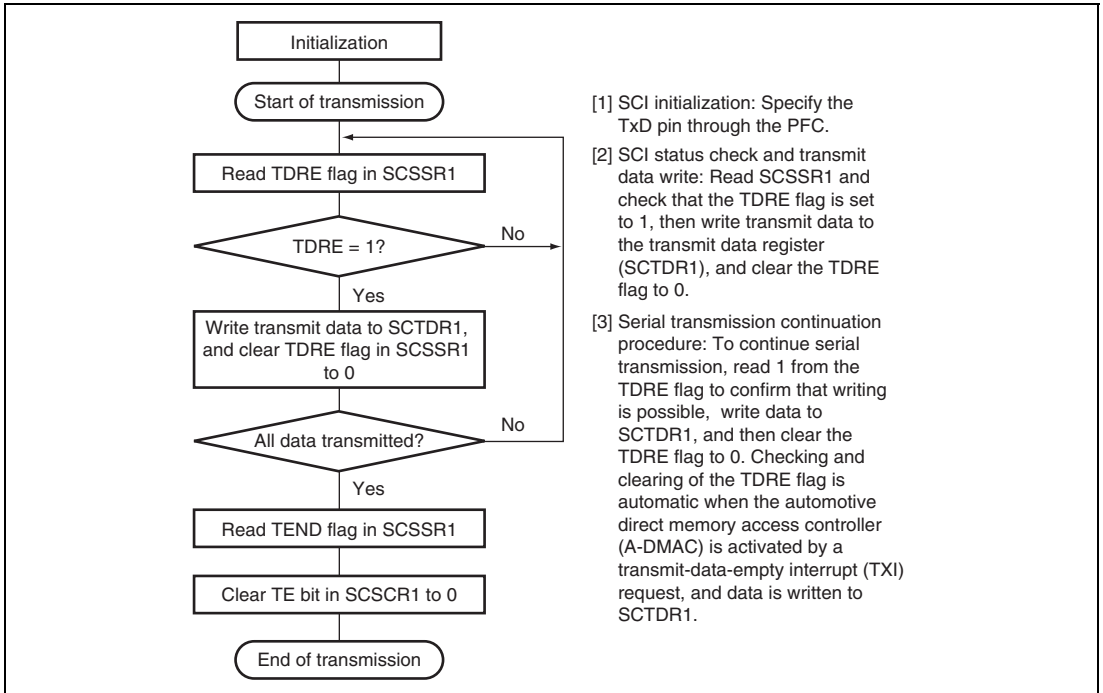 Initialization
Start of transmission
Read TDRE flag in SCSSR1
TDRE = 1?
No
Yes
Write transmit data to SCTDR1,
and clear TDRE flag in SCSSR1
to 0
All data transmitted?
No
Yes
Read TEND flag in SCSSR1
Clear TE bit in SCSCR1 to 0
End of transmission
[1] SCI initialization: Specify the
TxD pin through the PFC.
[2] SCI status check and transmit
data write: Read SCSSR1 and
check that the TDRE flag is set
to 1, then write transmit data to
the transmit data register
(SCTDR1), and clear the TDRE
flag to 0.
[3] Serial transmission continuation
procedure: To continue serial
transmission, read 1 from the
TDRE flag to confirm that writing
is possible,  write data to
SCTDR1, and then clear the
TDRE flag to 0. Checking and
clearing of the TDRE flag is
automatic when the automotive
direct memory access controller
(A-DMAC) is activated by a
transmit-data-empty interrupt (TXI)
request, and data is written to
SCTDR1.